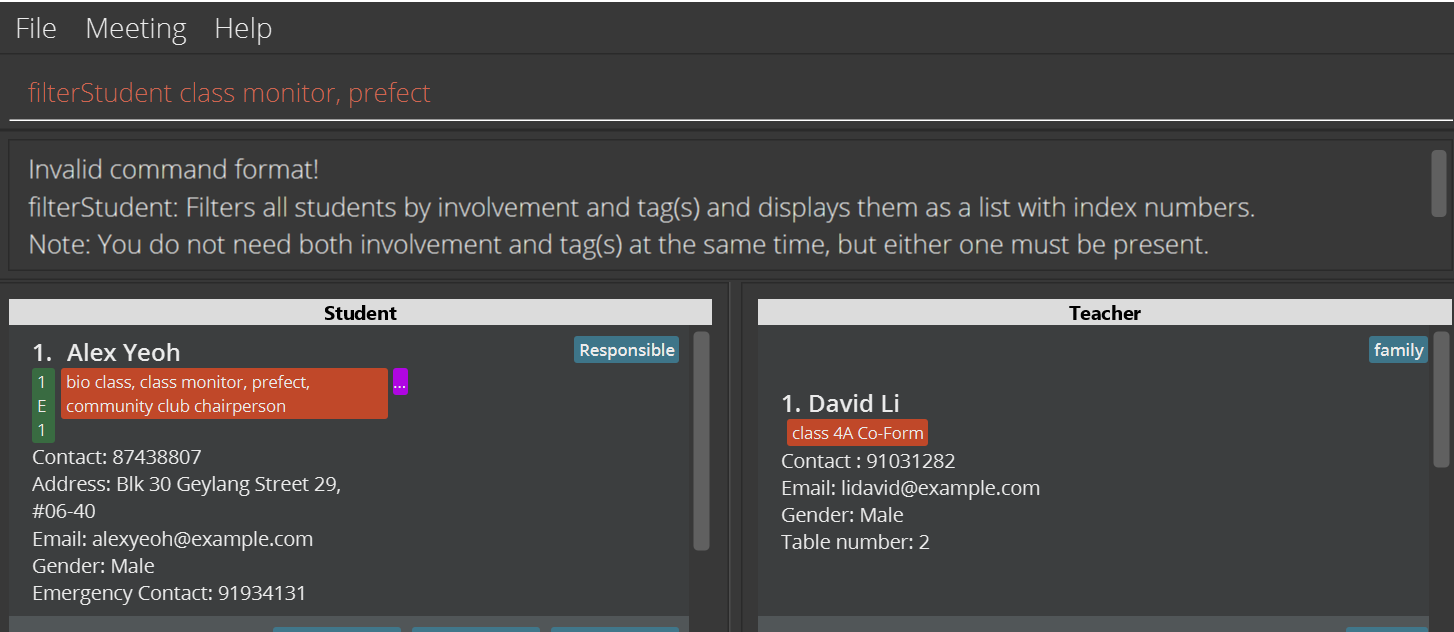 File Meeting Help
filterStudent class monitor, prefect
Invalid command format!
filterStudent: Filters all students by involvement and tag(s) and displays them as a list with index numbers.
Note: You do not need both involvement and tag(s) at the same time, but either one must be present.
Student
1. Alex Yeoh
Responsible
1
E
1
bio class, class monitor, prefect,
community club chairperson
...
Contact: 87438807
Address: Blk 30 Geylang Street 29,
#06-40
Email: alexyeoh@example.com
Gender: Male
Emergency Contact: 91934131
Teacher
family
1. David Li
class 4A Co-Form
Contact : 91031282
Email: lidavid@example.com
Gender: Male
Table number: 2